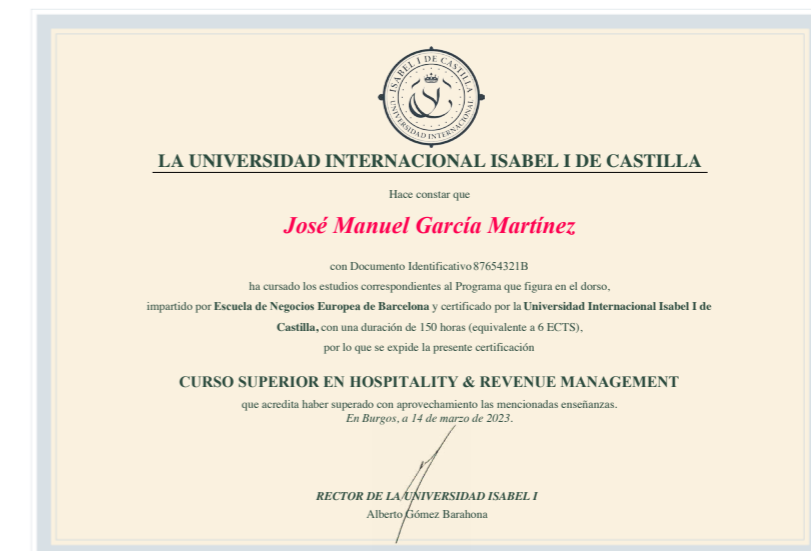 ISABEL I DE CASTILLA
UNIVERSIDAD INTERNACIONAL
LA UNIVERSIDAD INTERNACIONAL ISABEL I DE CASTILLA
Hace constar que
José Manuel García Martínez
con Documento Identificativo 87654321B
ha cursado los estudios correspondientes al Programa que figura en el dorso,
impartido por Escuela de Negocios Europea de Barcelona y certificado por la Universidad Internacional Isabel I de
Castilla, con una duración de 150 horas (equivalente a 6 ECTS),
por lo que se expide la presente certificación
CURSO SUPERIOR EN HOSPITALITY & REVENUE MANAGEMENT
que acredita haber superado con aprovechamiento las mencionadas enseñanzas.
En Burgos, a 14 de marzo de 2023.
RECTOR DE LA UNIVERSIDAD ISABEL I
Alberto Gómez Barahona